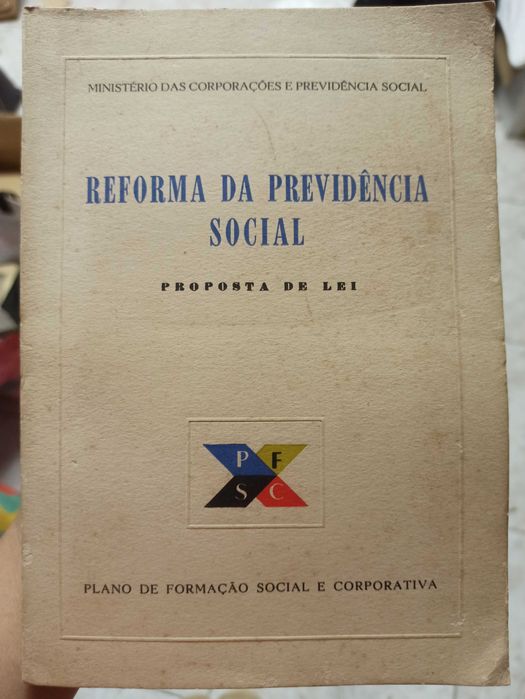 MINISTÉRIO DAS CORPORAÇÕES E PREVIDÊNCIA SOCIAL
REFORMA DA PREVIDÊNCIA
SOCIAL
PROPOSTA DE LEI
P F
S C
PLANO DE FORMAÇÃO SOCIAL E CORPORATIVA